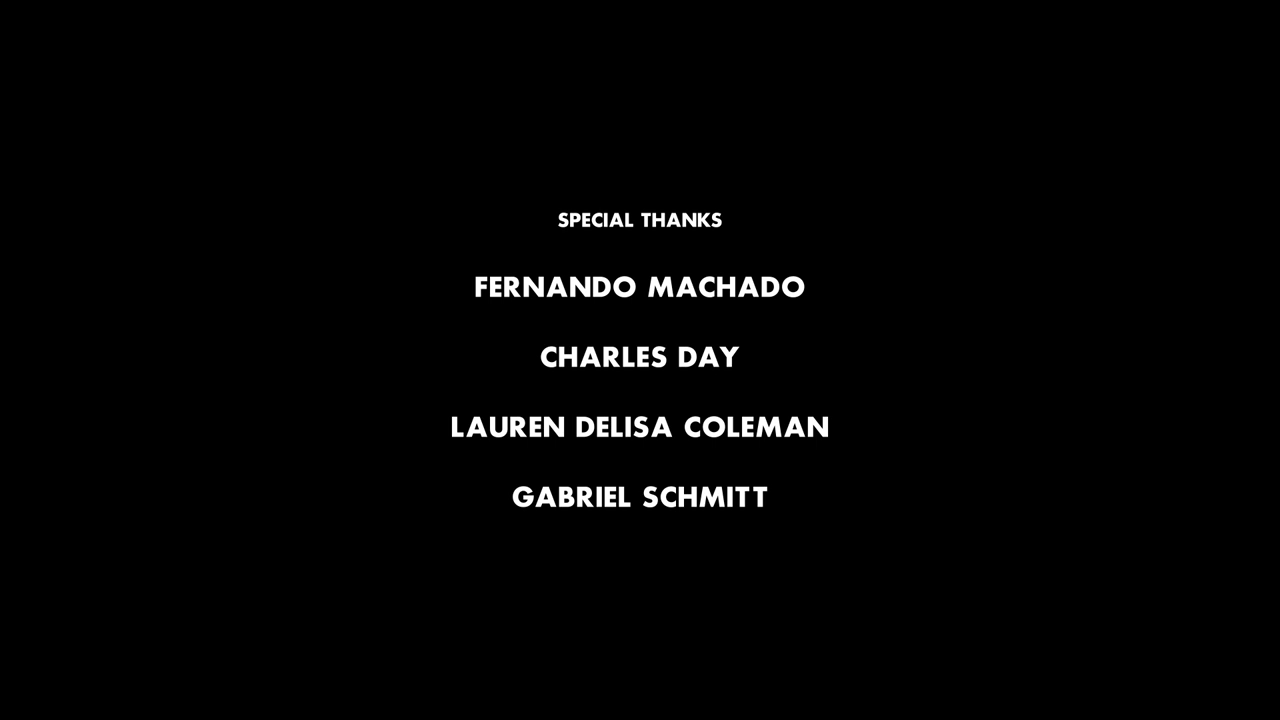 SPECIAL THANKS
FERNANDO MACHADO
CHARLES DAY
LAUREN DELISA COLEMAN
GABRIEL SCHMITT